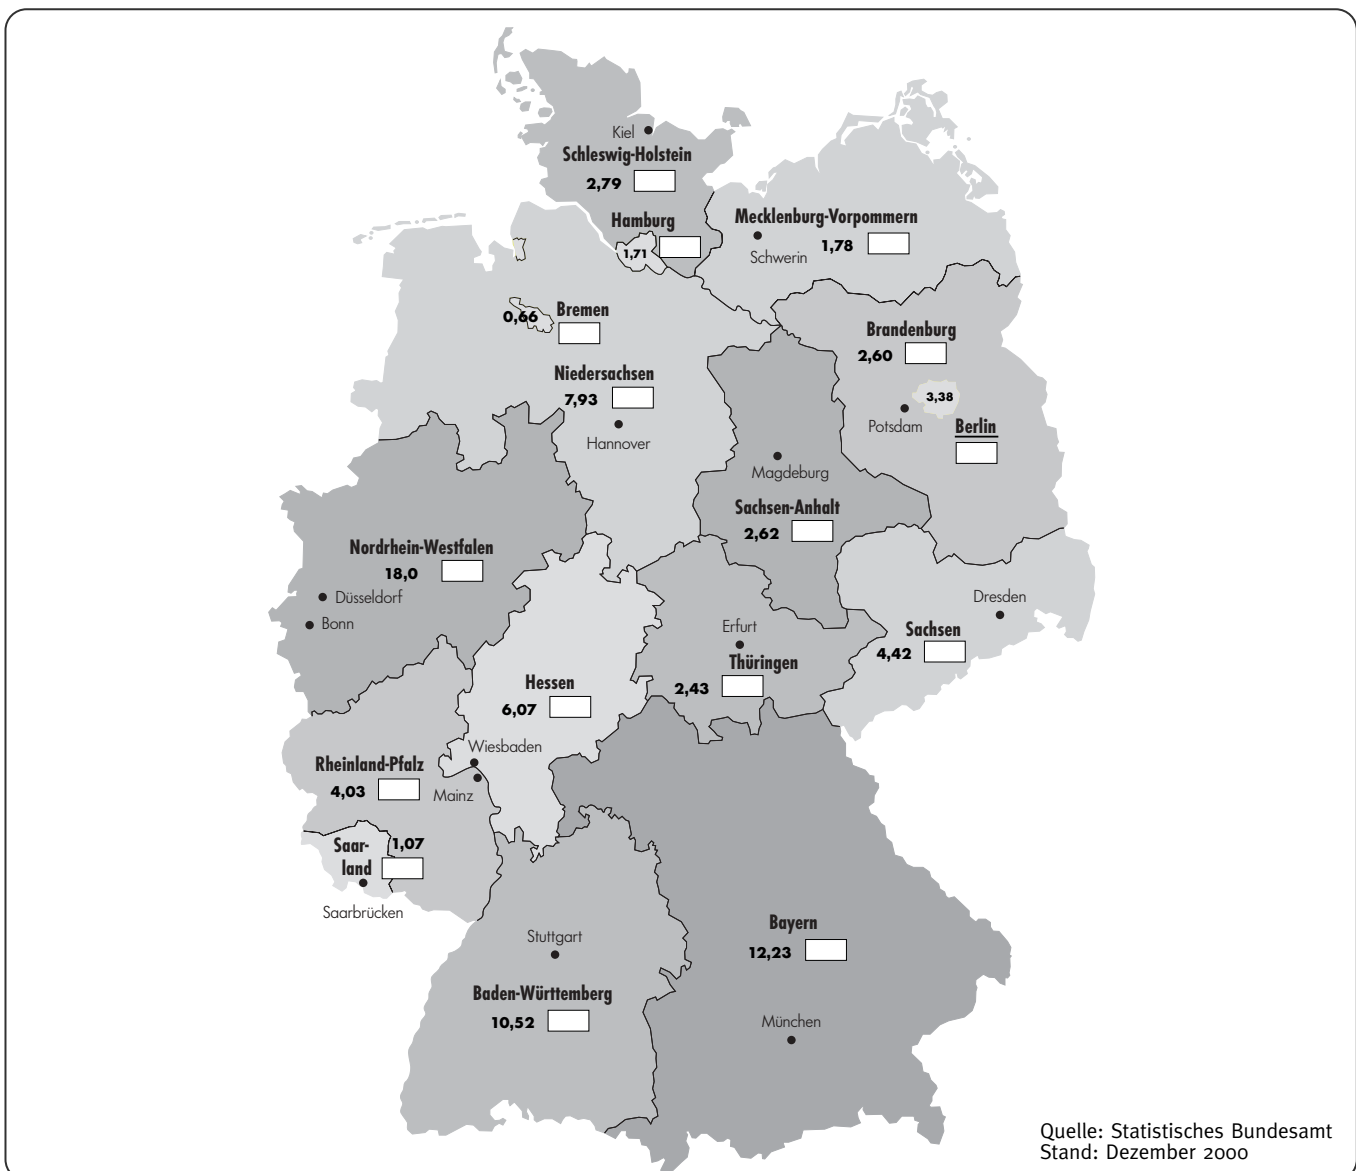 Kiel
Schleswig-Holstein
2,79
Hamburg
1,71
Mecklenburg-Vorpommern
1,78
Schwerin
Bremen
0,66
Brandenburg
2,60
Niedersachsen
7,93
Hannover
3,38
Potsdam
Berlin
Magdeburg
Sachsen-Anhalt
2,62
Nordrhein-Westfalen
18,0
Düsseldorf
Bonn
Dresden
Sachsen
4,42
Erfurt
Thüringen
2,43
Hessen
6,07
Wiesbaden
Rheinland-Pfalz
4,03
Mainz
Saar-
land
1,07
Saarbrücken
Bayern
12,23
Stuttgart
Baden-Württemberg
10,52
München
Quelle: Statistisches Bundesamt
Stand: Dezember 2000